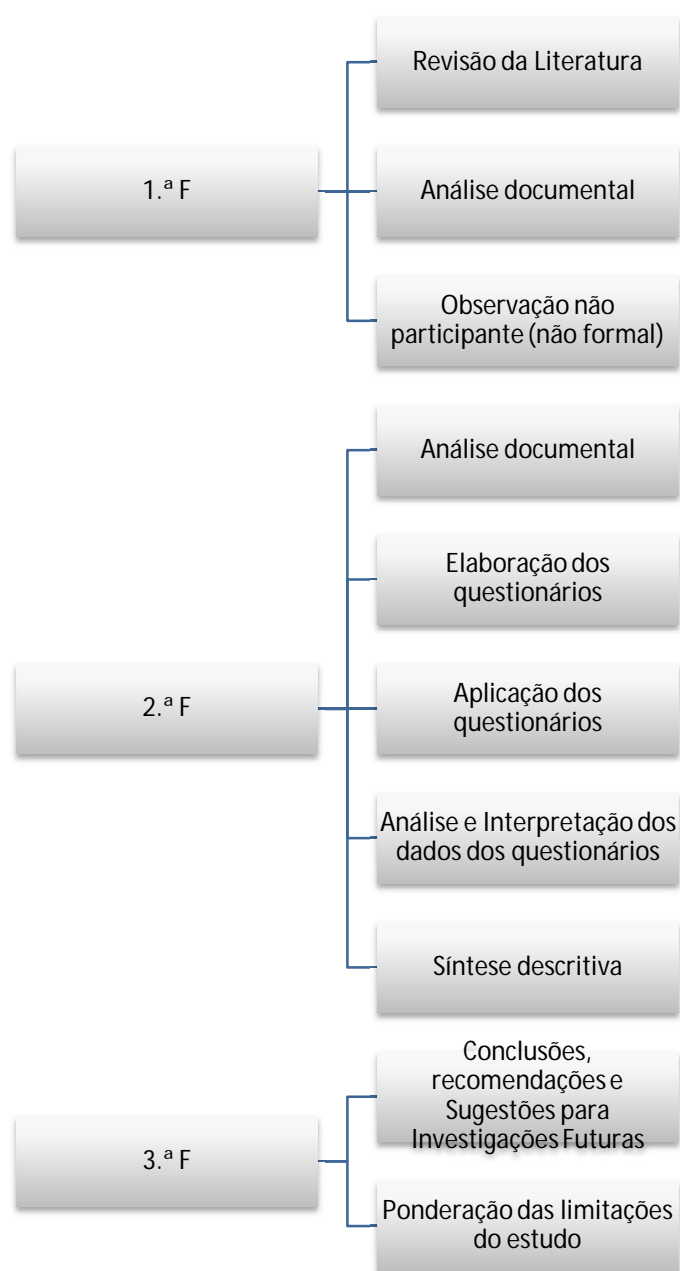 1.ª F
Revisão da Literatura
Análise documental
Observação não
participante (não formal)
2.ª F
Análise documental
Elaboração dos
questionários
Aplicação dos
questionários
Análise e Interpretação dos
dados dos questionários
Síntese descritiva
3.ª F
Conclusões,
recomendações e
Sugestões para
Investigações Futuras
Ponderação das limitações
do estudo